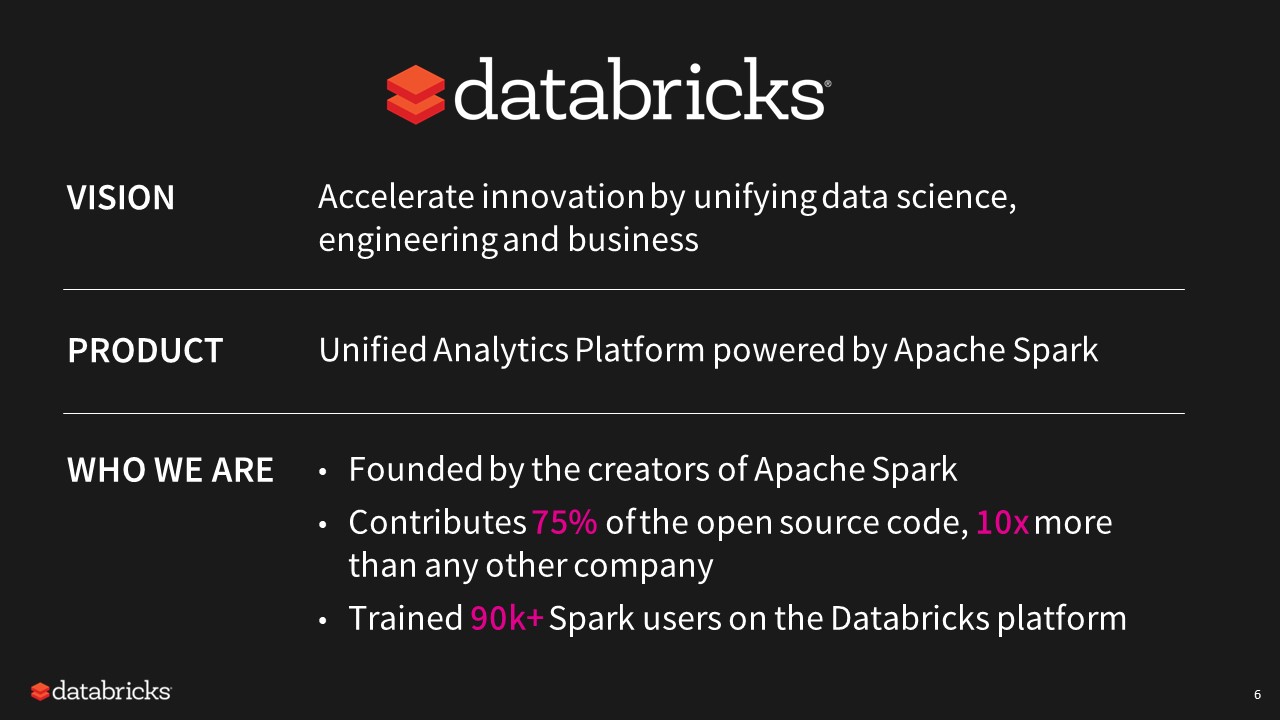 databricks®
VISION
Accelerate innovation by unifying data science,
engineering and business
PRODUCT
Unified Analytics Platform powered by Apache Spark
WHO WE ARE
• Founded by the creators of Apache Spark
• Contributes 75% of the open source code, 10x more
than any other company
• Trained 90k+ Spark users on the Databricks platform
databricks
6